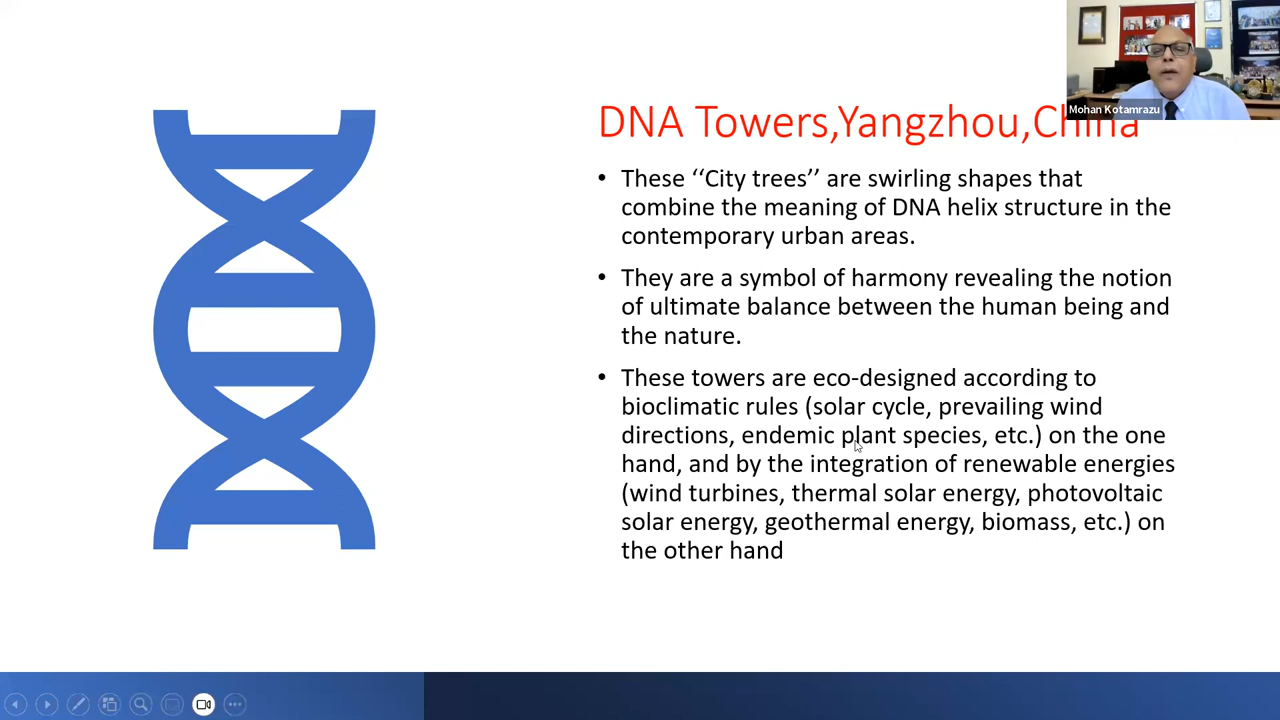 Mohan Kotamrazu
DNA Towers,Yangzhou,China
• These ‘‘City trees’’ are swirling shapes that
combine the meaning of DNA helix structure in the
contemporary urban areas.
• They are a symbol of harmony revealing the notion
of ultimate balance between the human being and
the nature.
• These towers are eco-designed according to
bioclimatic rules (solar cycle, prevailing wind
directions, endemic plant species, etc.) on the one
hand, and by the integration of renewable energies
(wind turbines, thermal solar energy, photovoltaic
solar energy, geothermal energy, biomass, etc.) on
the other hand